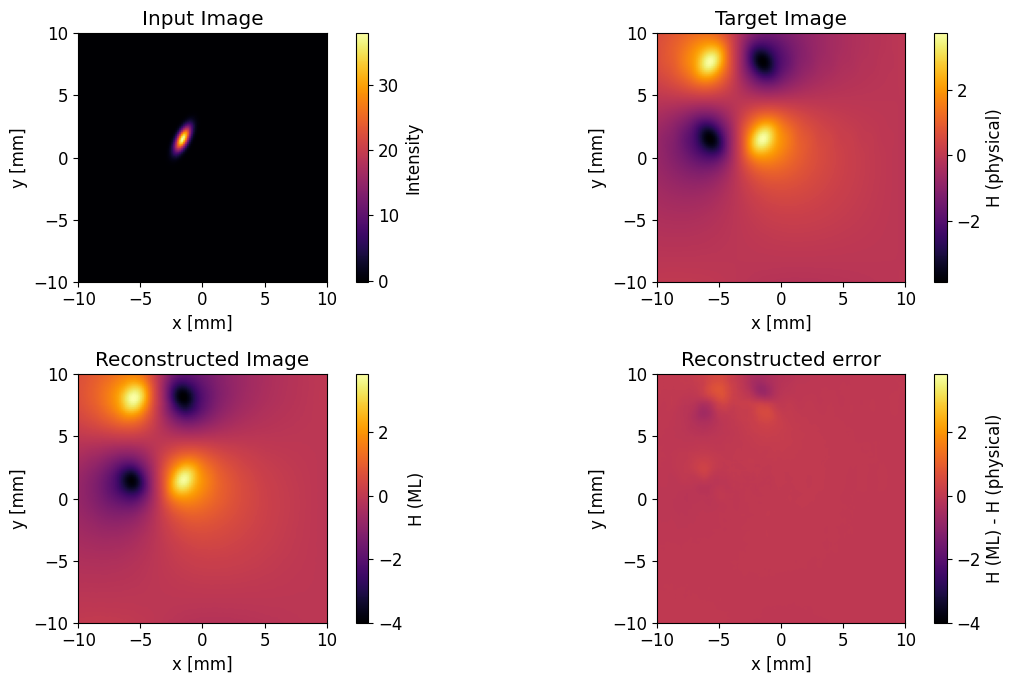 Input Image
10
5
0
−5
−10
y [mm]
−10 −5 0 5 10
x [mm]
30
20
10
0
Intensity
Target Image
10
5
0
−5
−10
y [mm]
−10 −5 0 5 10
x [mm]
2
0
−2
H (physical)
Reconstructed Image
10
5
0
−5
−10
y [mm]
−10 −5 0 5 10
x [mm]
2
0
−2
−4
H (ML)
Reconstructed error
10
5
0
−5
−10
y [mm]
−10 −5 0 5 10
x [mm]
2
0
−2
−4
H (ML) - H (physical)